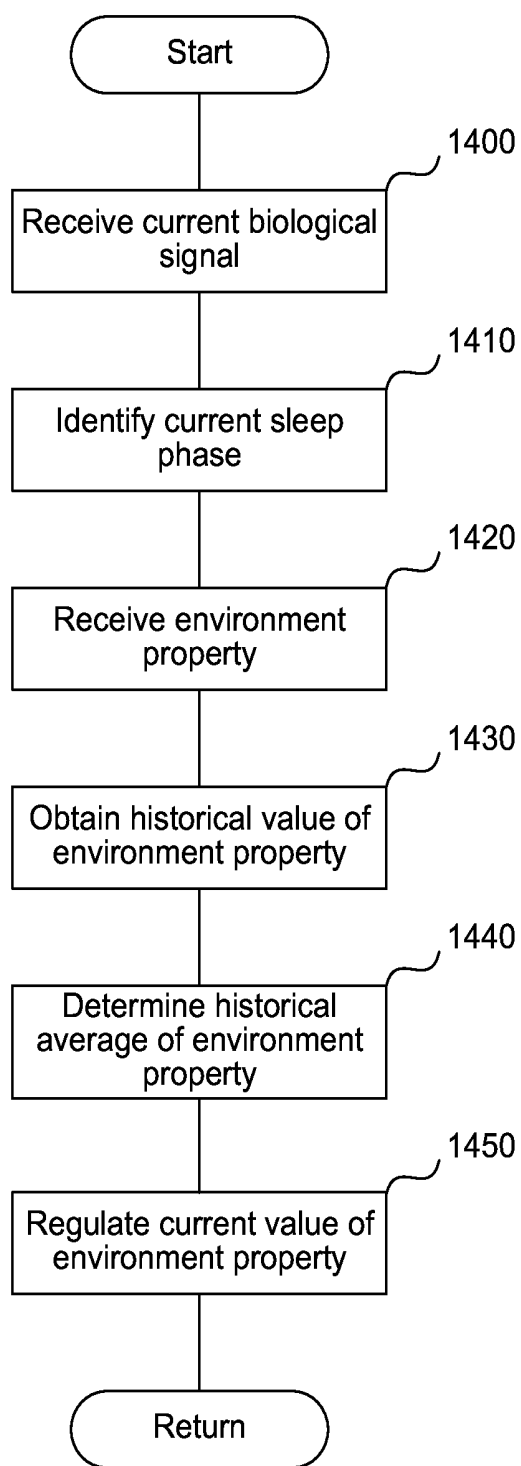 Start
1400
Receive current biological
signal
1410
Identify current sleep
phase
1420
Receive environment
property
1430
Obtain historical value of
environment property
1440
Determine historical
average of environment
property
1450
Regulate current value of
environment property
Return